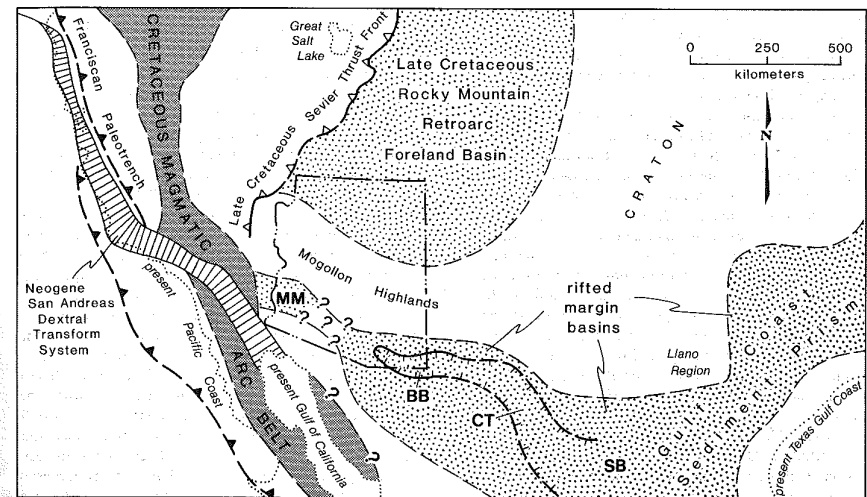 Franciscan
Paleotrench
CRETACEOUS MAGMATIC
ARC
BELT
Great
Salt
Lake
Late Cretaceous Sevier Thrust Front
Late Cretaceous
Rocky Mountain
Retroarc
Foreland Basin
0 250 500
kilometers
N
CRATON
Neogene
San Andreas
Dextral
Transform
System
present
Pacific
Coast
Mogollon
Highlands
MM
?
?
?
?
?
?
?
rifted
margin
basins
Llano
Region
Gulf Coast
Sediment Prism
present Texas Gulf Coast
present Gulf of California
BB
CT
SB